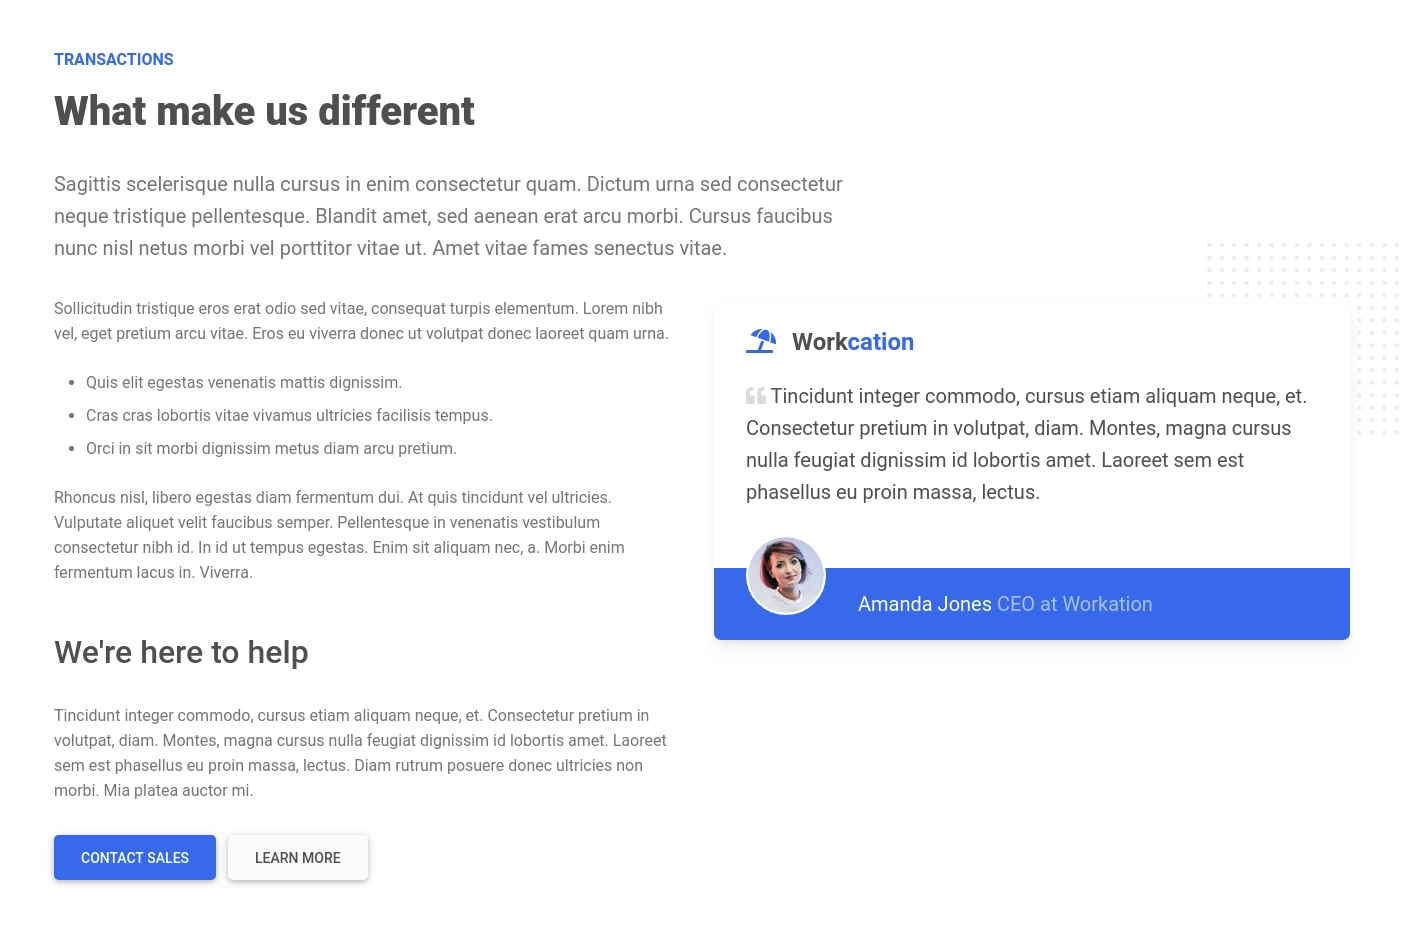 TRANSACTIONS
What make us different
Sagittis scelerisque nulla cursus in enim consectetur quam. Dictum urna sed consectetur
neque tristique pellentesque. Blandit amet, sed aenean erat arcu morbi. Cursus faucibus
nunc nisl netus morbi vel porttitor vitae ut. Amet vitae fames senectus vitae.
Sollicitudin tristique eros erat odio sed vitae, consequat turpis elementum. Lorem nibh
vel, eget pretium arcu vitae. Eros eu viverra donec ut volutpat donec laoreet quam urna.
• Quis elit egestas venenatis mattis dignissim.
• Cras cras lobortis vitae vivamus ultricies facilisis tempus.
• Orci in sit morbi dignissim metus diam arcu pretium.
Rhoncus nisl, libero egestas diam fermentum dui. At quis tincidunt vel ultricies.
Vulputate aliquet velit faucibus semper. Pellentesque in venenatis vestibulum
consectetur nibh id. In id ut tempus egestas. Enim sit aliquam nec, a. Morbi enim
fermentum lacus in. Viverra.
We're here to help
Tincidunt integer commodo, cursus etiam aliquam neque, et. Consectetur pretium in
volutpat, diam. Montes, magna cursus nulla feugiat dignissim id lobortis amet. Laoreet
sem est phasellus eu proin massa, lectus. Diam rutrum posuere donec ultricies non
morbi. Mia platea auctor mi.
CONTACT SALES
LEARN MORE
Workcation
“ Tincidunt integer commodo, cursus etiam aliquam neque, et.
Consectetur pretium in volutpat, diam. Montes, magna cursus
nulla feugiat dignissim id lobortis amet. Laoreet sem est
phasellus eu proin massa, lectus.
Amanda Jones CEO at Workation